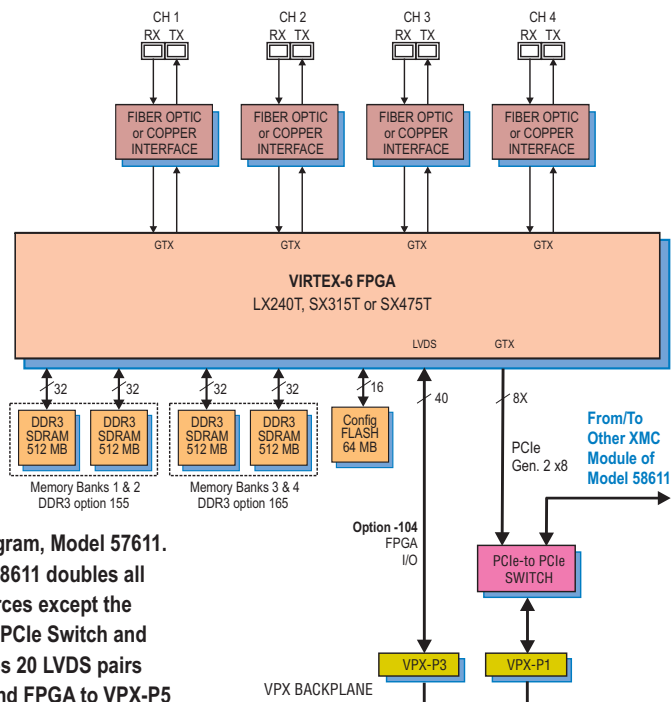 CH 1 CH 2 CH 3 CH 4
RX TX RX TX RX TX RX TX
FIBER OPTIC
or COPPER
INTERFACE
FIBER OPTIC
or COPPER
INTERFACE
FIBER OPTIC
or COPPER
INTERFACE
FIBER OPTIC
or COPPER
INTERFACE
GTX GTX GTX GTX
VIRTEX-6 FPGA
LX240T, SX315T or SX475T
LVDS GTX
32 32 32 32 16 40 8X
DDR3
SDRAM
512 MB
DDR3
SDRAM
512 MB
DDR3
SDRAM
512 MB
DDR3
SDRAM
512 MB
Config
FLASH
64 MB
Memory Banks 1 & 2
DDR3 option 155
Memory Banks 3 & 4
DDR3 option 165
PCIe
Gen. 2 x8
From/To
Other XMC
Module of
Model 58611
Option -104
FPGA
I/O
PCIe-to PCIe
SWITCH
gram, Model 57611.
8611 doubles all
rces except the
PCIe Switch and
s 20 LVDS pairs
nd FPGA to VPX-P5
VPX-P3 VPX-P1
VPX BACKPLANE